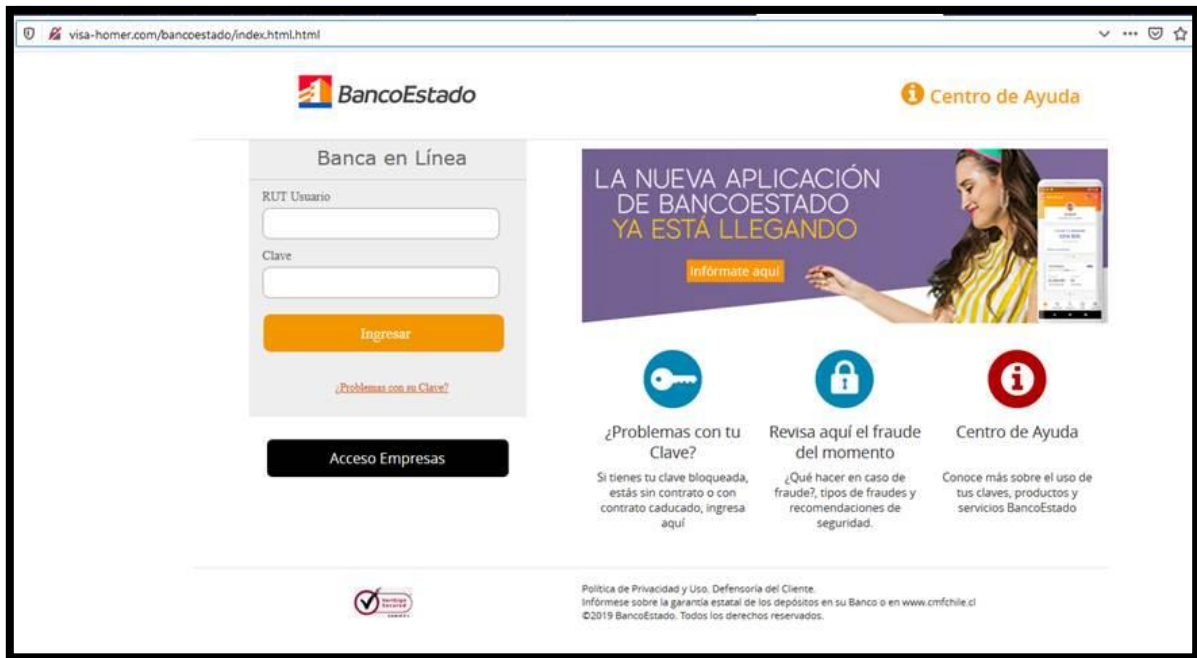 visa-homer.com/bancoestado/index.html.html
BancoEstado
Centro de Ayuda
Banca en Línea
RUT Usuario
Clave
Ingresar
¿Problemas con su Clave?
Acceso Empresas
LA NUEVA APLICACIÓN
DE BANCOESTADO
YA ESTÁ LLEGANDO
Infórmate aquí
¿Problemas con tu
Clave?
Si tienes tu clave bloqueada,
estás sin contrato o con
contrato caducado, ingresa
aquí
Revisa aquí el fraude
del momento
¿Qué hacer en caso de
fraude?, tipos de fraudes y
recomendaciones de
seguridad.
Centro de Ayuda
Conoce más sobre el uso de
tus claves, productos y
servicios BancoEstado
Política de Privacidad y Uso. Defensoría del Cliente.
Infórmese sobre la garantía estatal de los depósitos en su Banco o en www.cmfchile.cl
©2019 BancoEstado. Todos los derechos reservados.